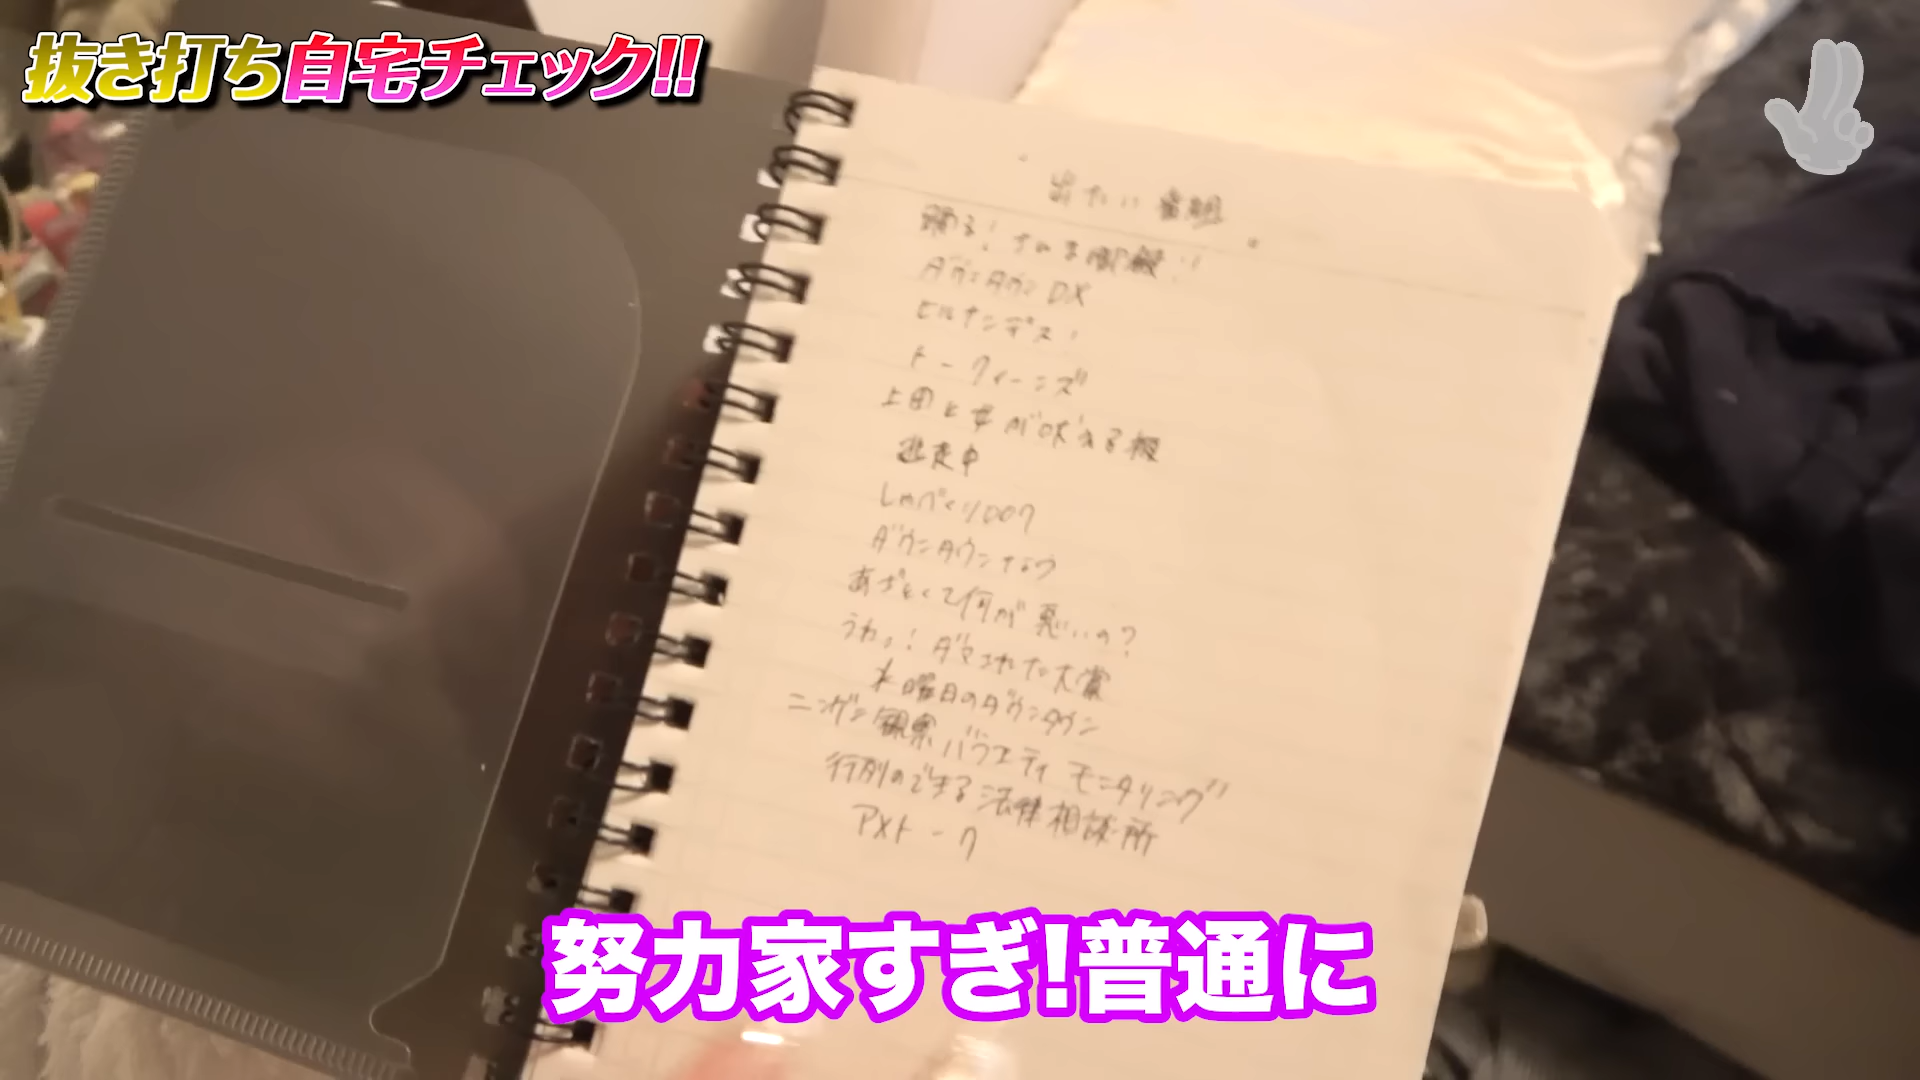 抜き打ち自宅チェック!!
出たい番組
踊る!さんま御殿!!
ダウンタウンDX
ヒルナンデス!
トークィーンズ
上田と女が吠える夜
逃走中
しゃべくり007
ダウンタウンなう
あざとくて何が悪いの?
うわっ!ダマされた大賞
水曜日のダウンタウン
ニンゲン観察バラエティ モニタリング
行列のできる法律相談所
アメトーク
努力家すぎ!普通に